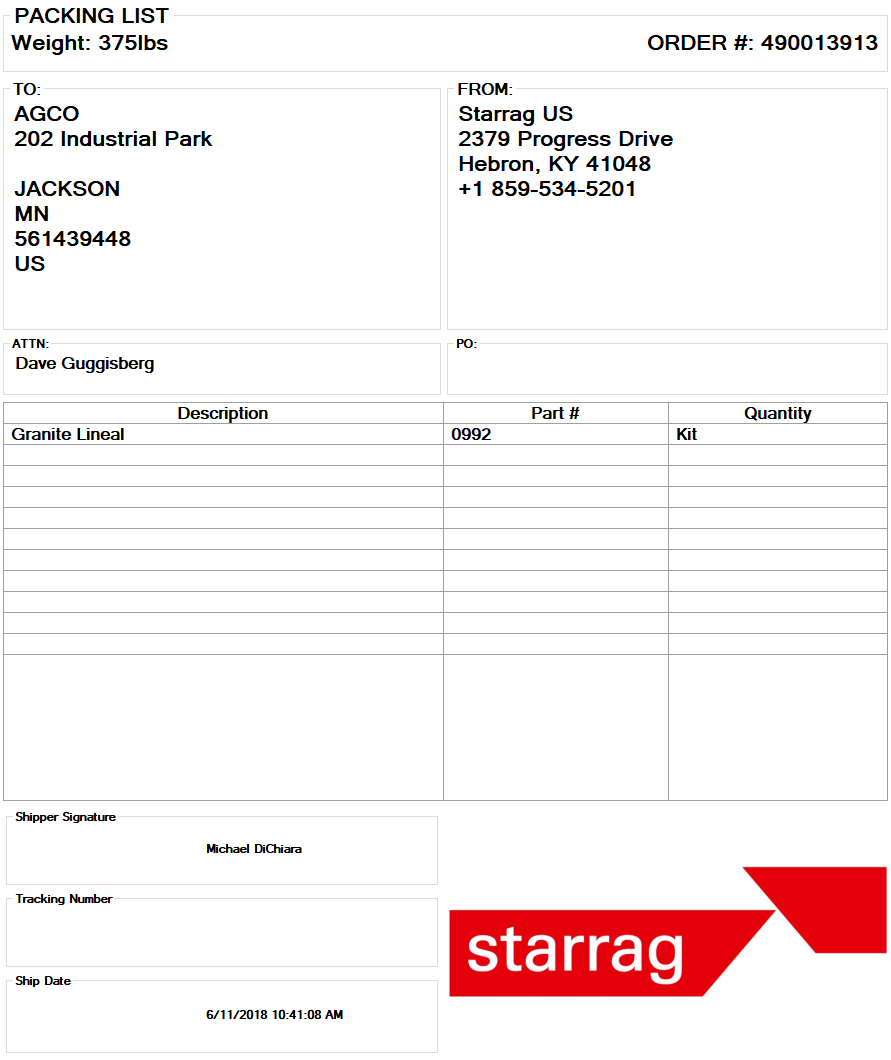 PACKING LIST
Weight: 375lbs
ORDER #: 490013913
TO:
AGCO
202 Industrial Park
JACKSON
MN
561439448
US
FROM:
Starrag US
2379 Progress Drive
Hebron, KY 41048
+1 859-534-5201
ATTN:
Dave Guggisberg
PO:
Description Part # Quantity
Granite Lineal 0992 Kit
Shipper Signature
Michael DiChiara
Tracking Number
Ship Date
6/11/2018 10:41:08 AM
starrag